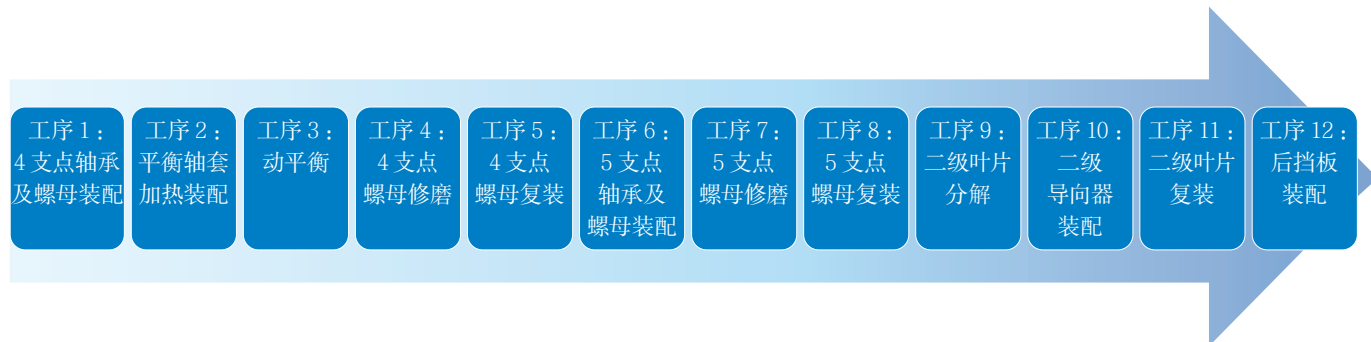 工序 1：
4 支点轴承
及螺母装配
工序 2：
平衡轴套
加热装配
工序 3：
动平衡
工序 4：
4 支点
螺母修磨
工序 5：
4 支点
螺母复装
工序 6：
5 支点
轴承及
螺母装配
工序 7：
5 支点
螺母修磨
工序 8：
5 支点
螺母复装
工序 9：
二级叶片
分解
工序 10：
二级
导向器
装配
工序 11：
二级叶片
复装
工序 12：
后挡板
装配